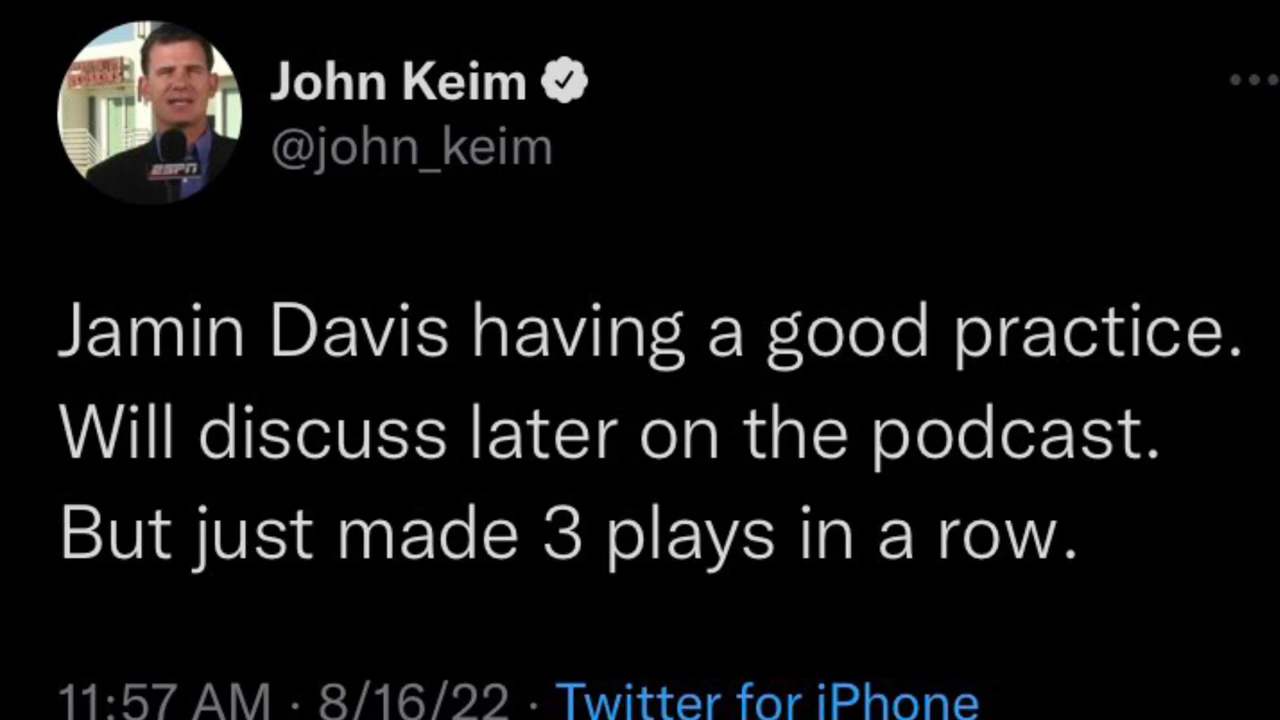 John Keim
@john_keim
ESPN
Jamin Davis having a good practice.
Will discuss later on the podcast.
But just made 3 plays in a row.
11:57 AM · 8/16/22 · Twitter for iPhone